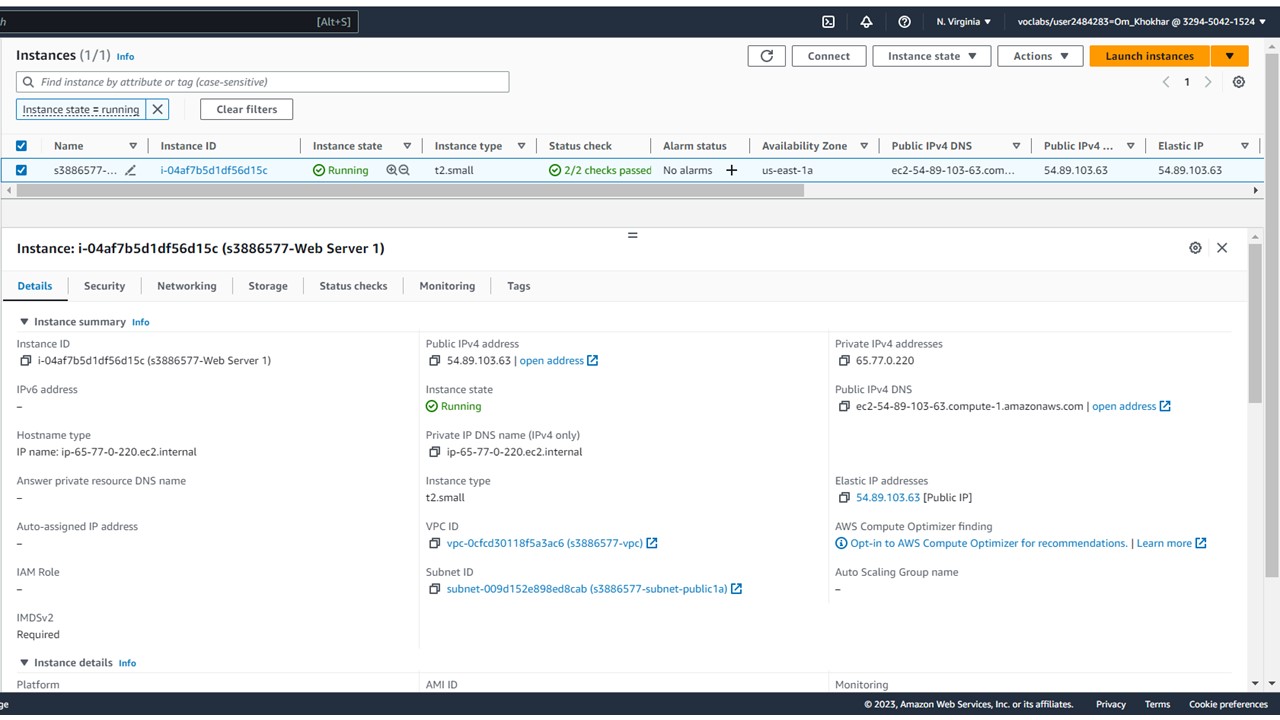 h [Alt+S] N. Virginia voclabs/user2484283=Om_Khokhar @ 3294-5042-1524
Instances (1/1) Info Connect Instance state Actions Launch instances
Find instance by attribute or tag (case-sensitive) 1
Instance state = running Clear filters
Name Instance ID Instance state Instance type Status check Alarm status Availability Zone Public IPv4 DNS Public IPv4 ... Elastic IP
s3886577-... i-04af7b5d1df56d15c Running t2.small 2/2 checks passed No alarms us-east-1a ec2-54-89-103-63.com... 54.89.103.63 54.89.103.63
Instance: i-04af7b5d1df56d15c (s3886577-Web Server 1)
Details Security Networking Storage Status checks Monitoring Tags
Instance summary Info
Instance ID Public IPv4 address Private IPv4 addresses
i-04af7b5d1df56d15c (s3886577-Web Server 1) 54.89.103.63 | open address 65.77.0.220
IPv6 address Instance state Public IPv4 DNS
– Running ec2-54-89-103-63.compute-1.amazonaws.com | open address
Hostname type Private IP DNS name (IPv4 only)
IP name: ip-65-77-0-220.ec2.internal ip-65-77-0-220.ec2.internal
Answer private resource DNS name Instance type Elastic IP addresses
– t2.small 54.89.103.63 [Public IP]
Auto-assigned IP address VPC ID AWS Compute Optimizer finding
– vpc-0cfcd30118f5a3ac6 (s3886577-vpc) Opt-in to AWS Compute Optimizer for recommendations. | Learn more
IAM Role Subnet ID Auto Scaling Group name
– subnet-009d152e898ed8cab (s3886577-subnet-public1a) –
IMDSv2
Required
Instance details Info
Platform AMI ID Monitoring
ge © 2023, Amazon Web Services, Inc. or its affiliates. Privacy Terms Cookie preferences